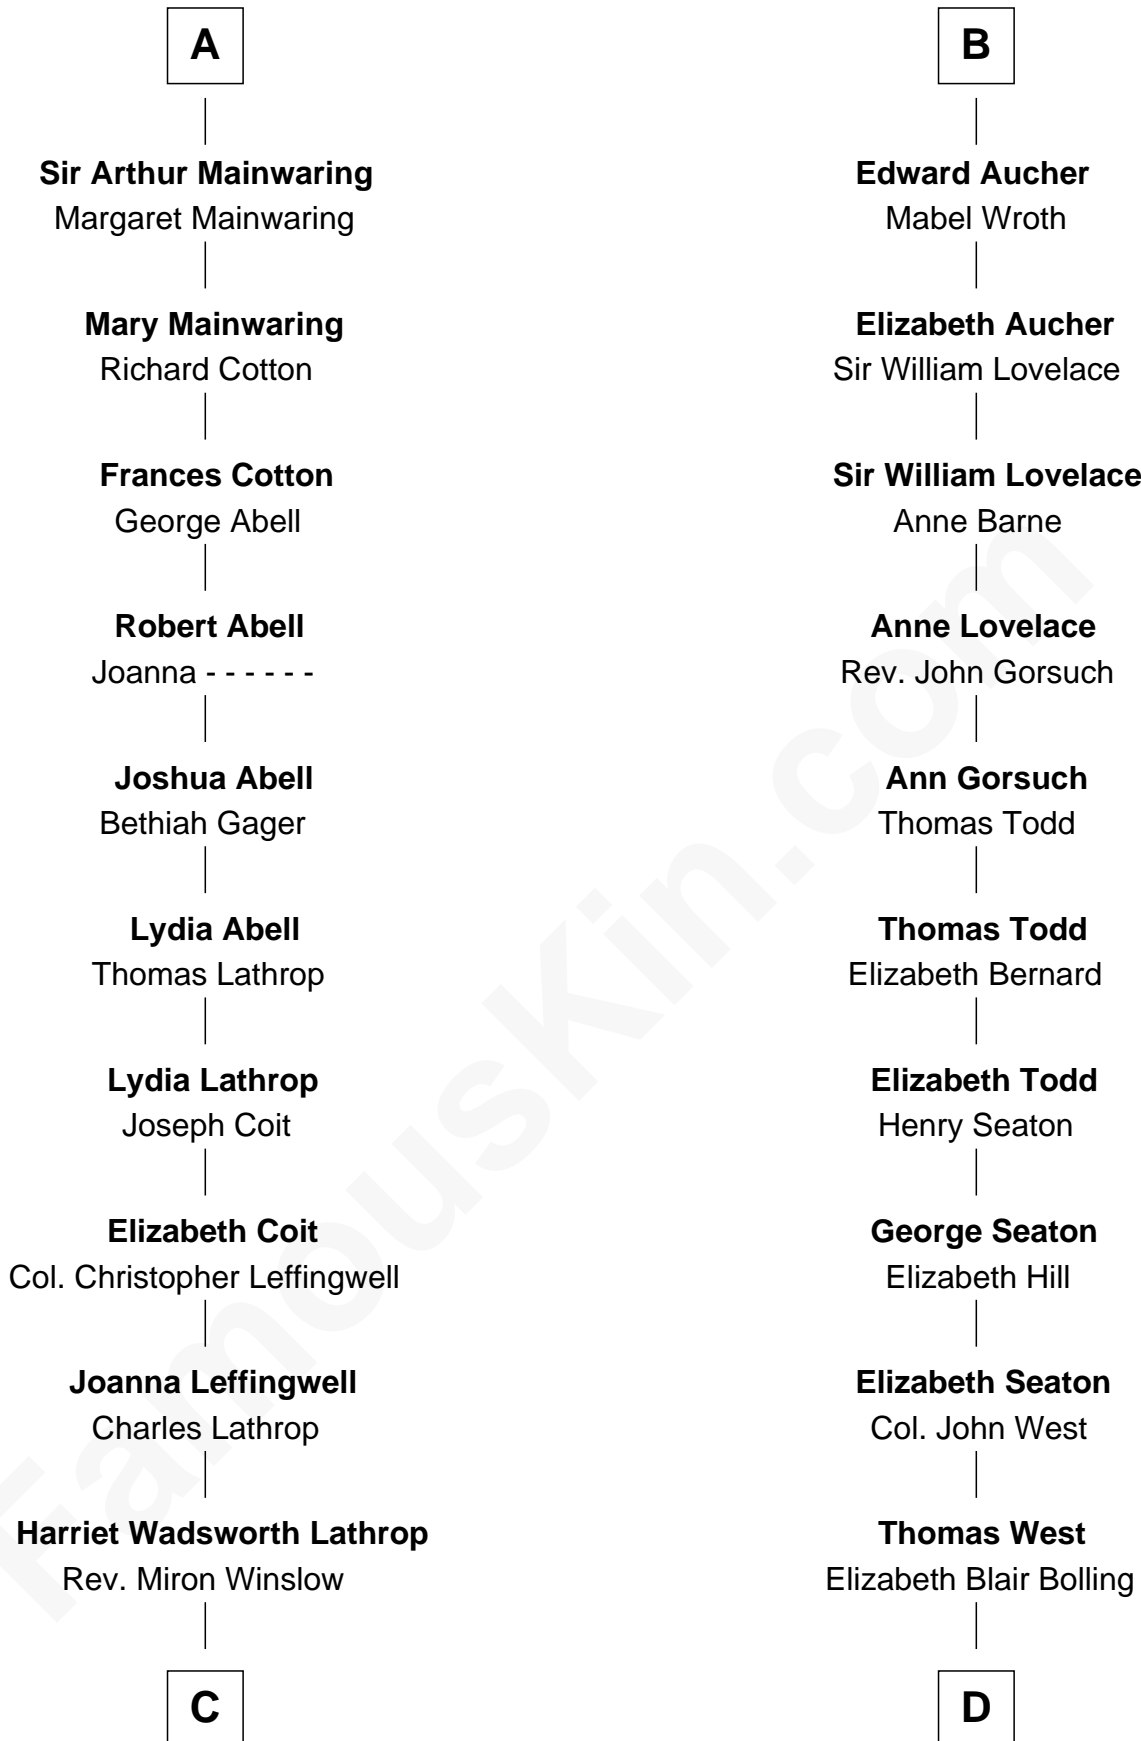 A
Sir Arthur Mainwaring
Margaret Mainwaring
Mary Mainwaring
Richard Cotton
Frances Cotton
George Abell
Robert Abell
Joanna - - - - - -
Joshua Abell
Bethiah Gager
Lydia Abell
Thomas Lathrop
Lydia Lathrop
Joseph Coit
Elizabeth Coit
Col. Christopher Leffingwell
Joanna Leffingwell
Charles Lathrop
Harriet Wadsworth Lathrop
Rev. Miron Winslow
C
B
Edward Aucher
Mabel Wroth
Elizabeth Aucher
Sir William Lovelace
Sir William Lovelace
Anne Barne
Anne Lovelace
Rev. John Gorsuch
Ann Gorsuch
Thomas Todd
Thomas Todd
Elizabeth Bernard
Elizabeth Todd
Henry Seaton
George Seaton
Elizabeth Hill
Elizabeth Seaton
Col. John West
Thomas West
Elizabeth Blair Bolling
D
FamousKin.com